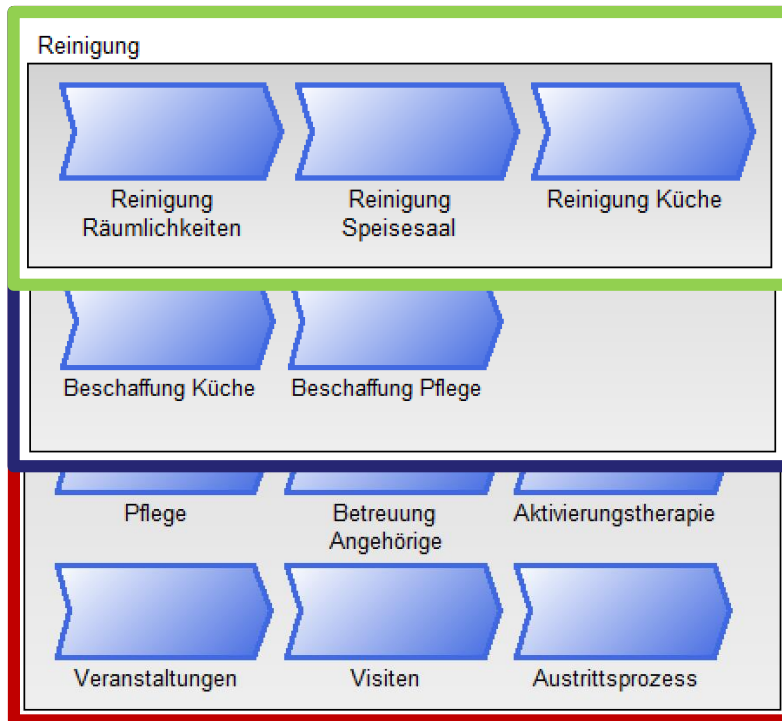 Reinigung
Reinigung Reinigung Reinigung Küche
Räumlichkeiten Speisesaal
Beschaffung Küche Beschaffung Pflege
Pflege Betreuung Aktivierungstherapie
Angehörige
Veranstaltungen Visiten Austrittsprozess